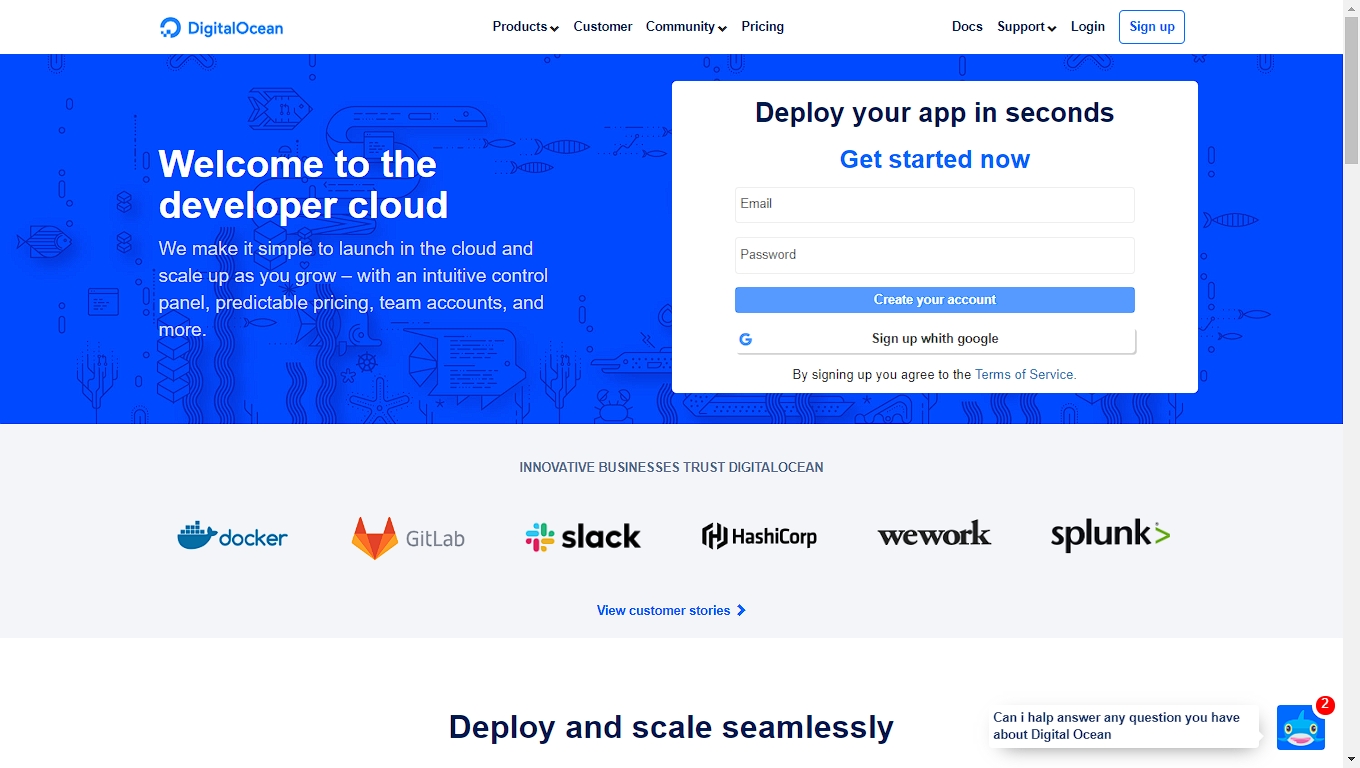 DigitalOcean
Products
Customer
Community
Pricing
Docs
Support
Login
Sign up
Welcome to the
developer cloud
We make it simple to launch in the cloud and
scale up as you grow – with an intuitive control
panel, predictable pricing, team accounts, and
more.
Deploy your app in seconds
Get started now
Email
Password
Create your account
Sign up whith google
By signing up you agree to the Terms of Service.
INNOVATIVE BUSINESSES TRUST DIGITALOCEAN
docker
GitLab
slack
HashiCorp
wework
splunk>
View customer stories
Deploy and scale seamlessly
Can i halp answer any question you have
about Digital Ocean
2